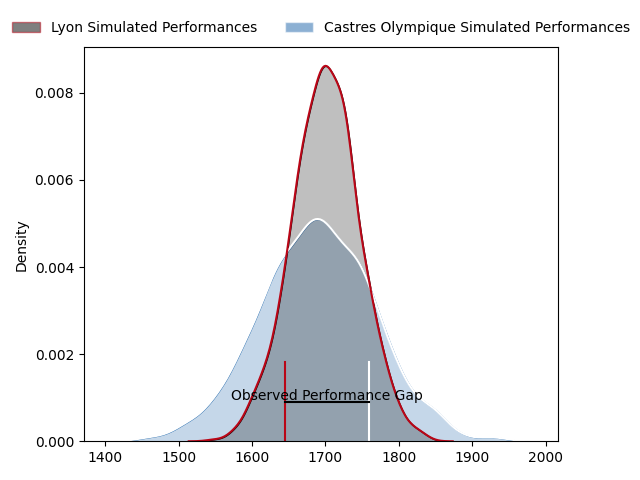 Lyon Simulated Performances
Castres Olympique Simulated Performances
Density
0.008
0.006
0.004
0.002
0.000
Observed Performance Gap
1400 1500 1600 1700 1800 1900 2000